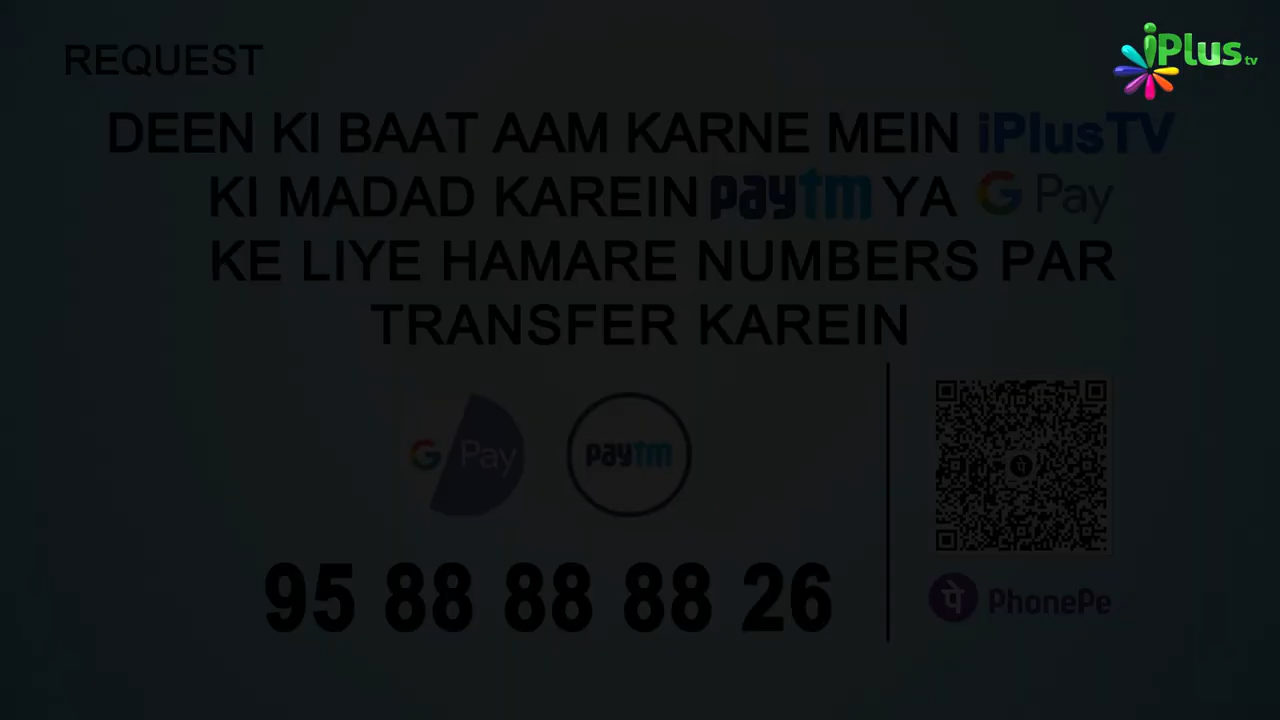 REQUEST
iPlus tv
DEEN KI BAAT AAM KARNE MEIN iPlusTV
KI MADAD KAREIN paytm YA G Pay
KE LIYE HAMARE NUMBERS PAR
TRANSFER KAREIN
G Pay paytm
95 88 88 88 26
पे PhonePe